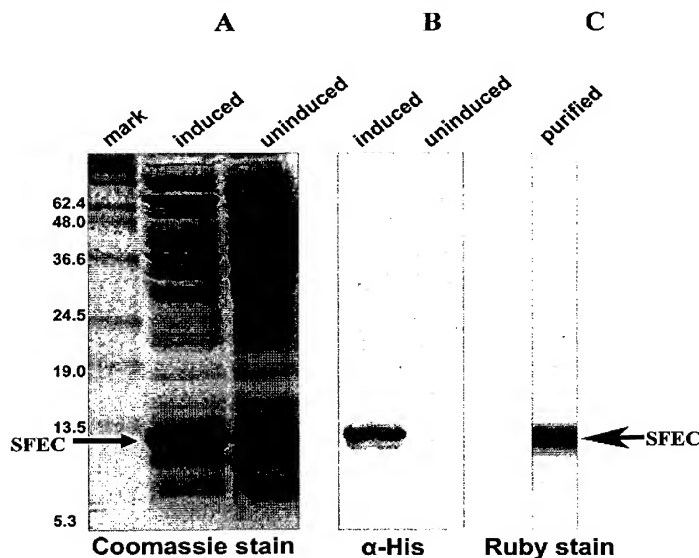 A B C
mark induced uninduced induced uninduced purified
62.4
48.0
36.6
24.5
19.0
13.5
SFEC SFEC
5.3
Coomassie stain α-His Ruby stain